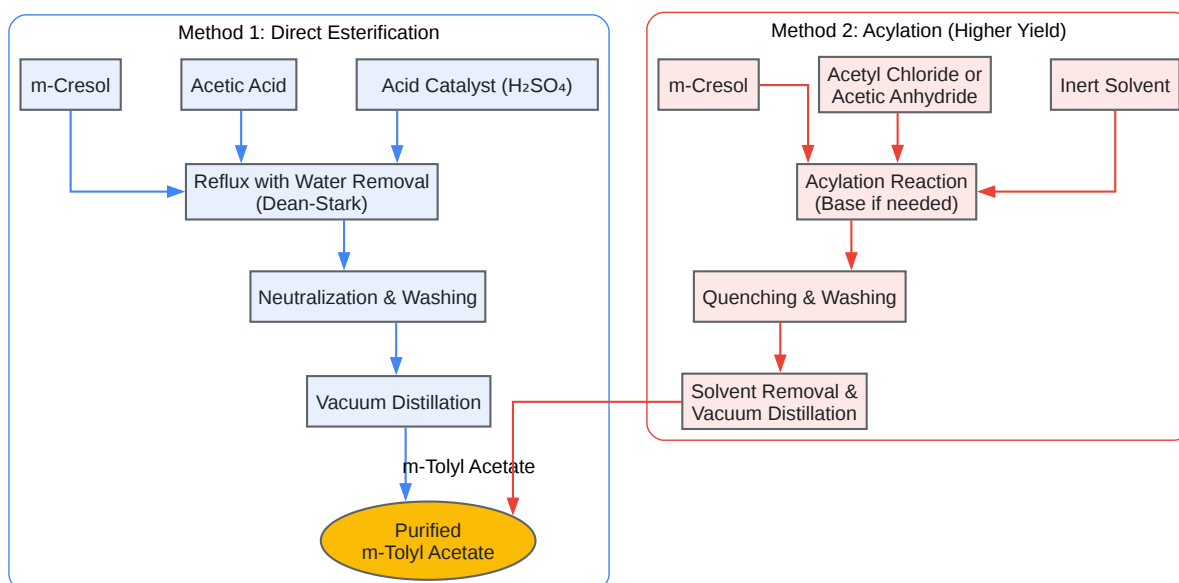 Method 1: Direct Esterification
m-Cresol
Acetic Acid
Acid Catalyst (H₂SO₄)
Reflux with Water Removal
(Dean-Stark)
Neutralization & Washing
Vacuum Distillation
m-Tolyl Acetate
Purified
m-Tolyl Acetate
Method 2: Acylation (Higher Yield)
m-Cresol
Acetyl Chloride or
Acetic Anhydride
Inert Solvent
Acylation Reaction
(Base if needed)
Quenching & Washing
Solvent Removal &
Vacuum Distillation